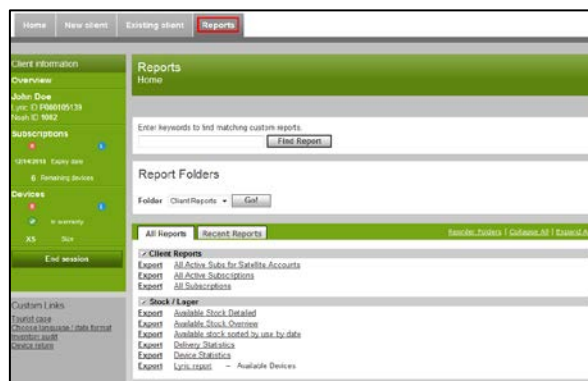 Home New client Existing client Reports
Client information
Overview
John Doe
Lyric ID P000105139
Noah ID 1002
Subscriptions
12/14/2013 Expiry date
6 Remaining devices
Devices
In warranty
XS Size
End session
Custom Links
Tourist case
Choose language / date format
Inventory audit
Device return
Reports
Home
Enter keywords to find matching custom reports.
Find Report
Report Folders
Folder Client Reports Go!
All Reports Recent Reports Reorder Folders | Collapse All | Expand A
Client Reports
Export All Active Subs for Satellite Accounts
Export All Active Subscriptions
Export All Subscriptions
Stock / Lager
Export Available Stock Detailed
Export Available Stock Overview
Export Available stock sorted by use by date
Export Delivery Statistics
Export Device Statistics
Export Lyric report – Available Devices